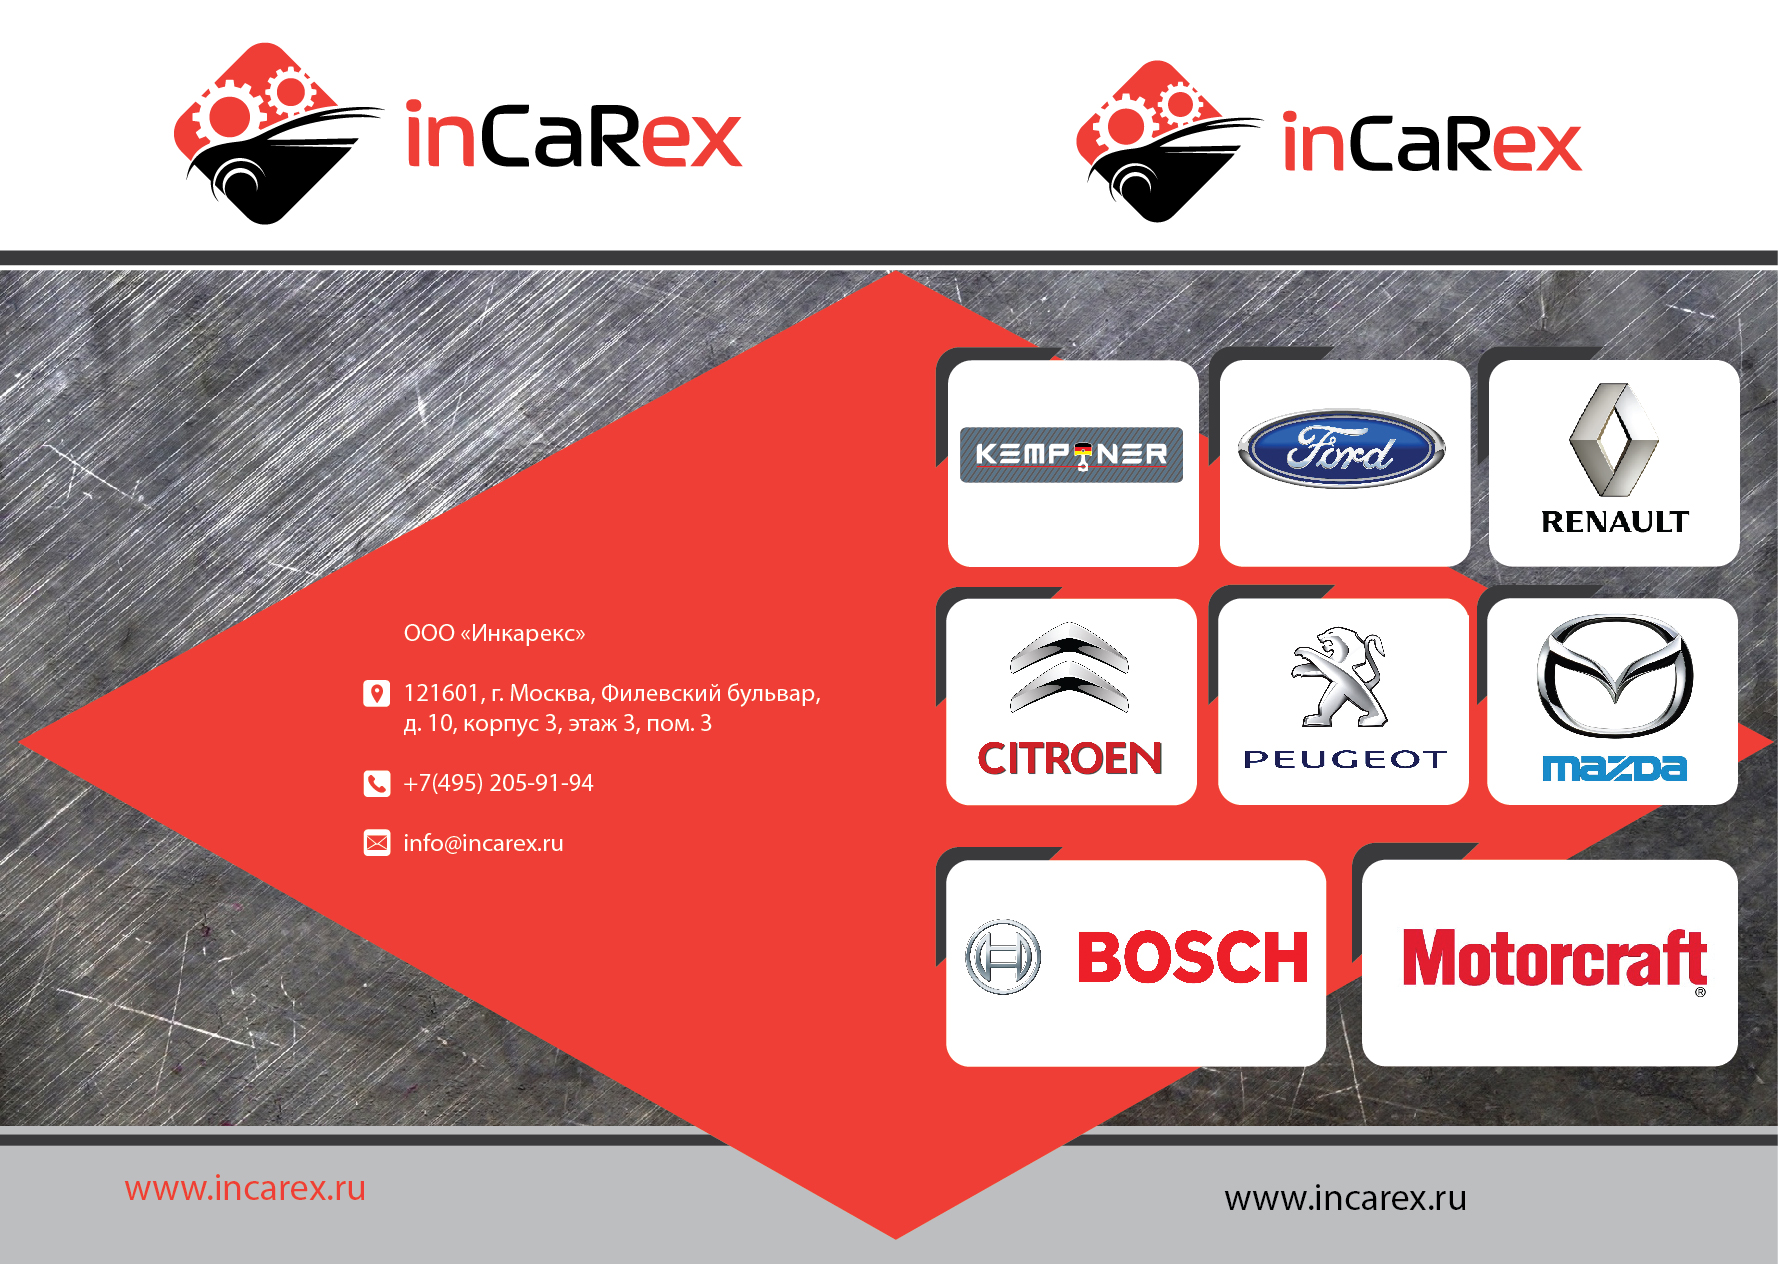 inCaRex
ООО «Инкарекс»
121601, г. Москва, Филевский бульвар,
д. 10, корпус 3, этаж 3, пом. 3
+7(495) 205-91-94
info@incarex.ru
www.incarex.ru
inCaRex
KEMPTNER
Ford
RENAULT
CITROEN
PEUGEOT
mazda
BOSCH
Motorcraft
®
www.incarex.ru